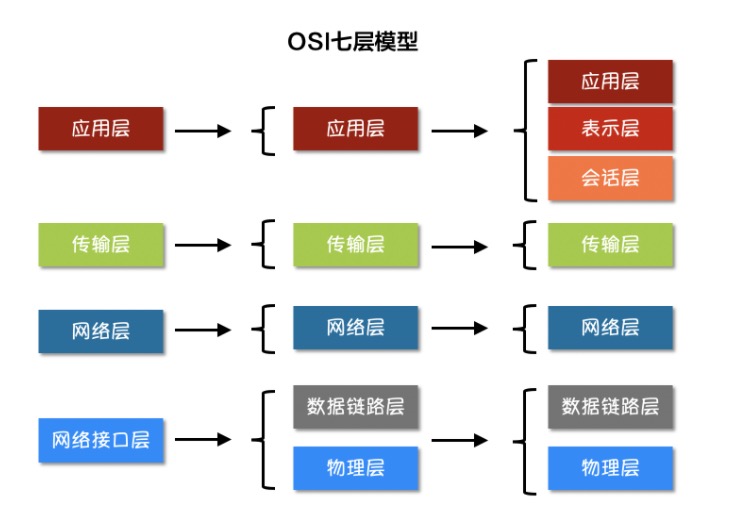 OSI七层模型
应用层
应用层
应用层
表示层
会话层
传输层
传输层
传输层
网络层
网络层
网络层
网络接口层
数据链路层
物理层
数据链路层
物理层